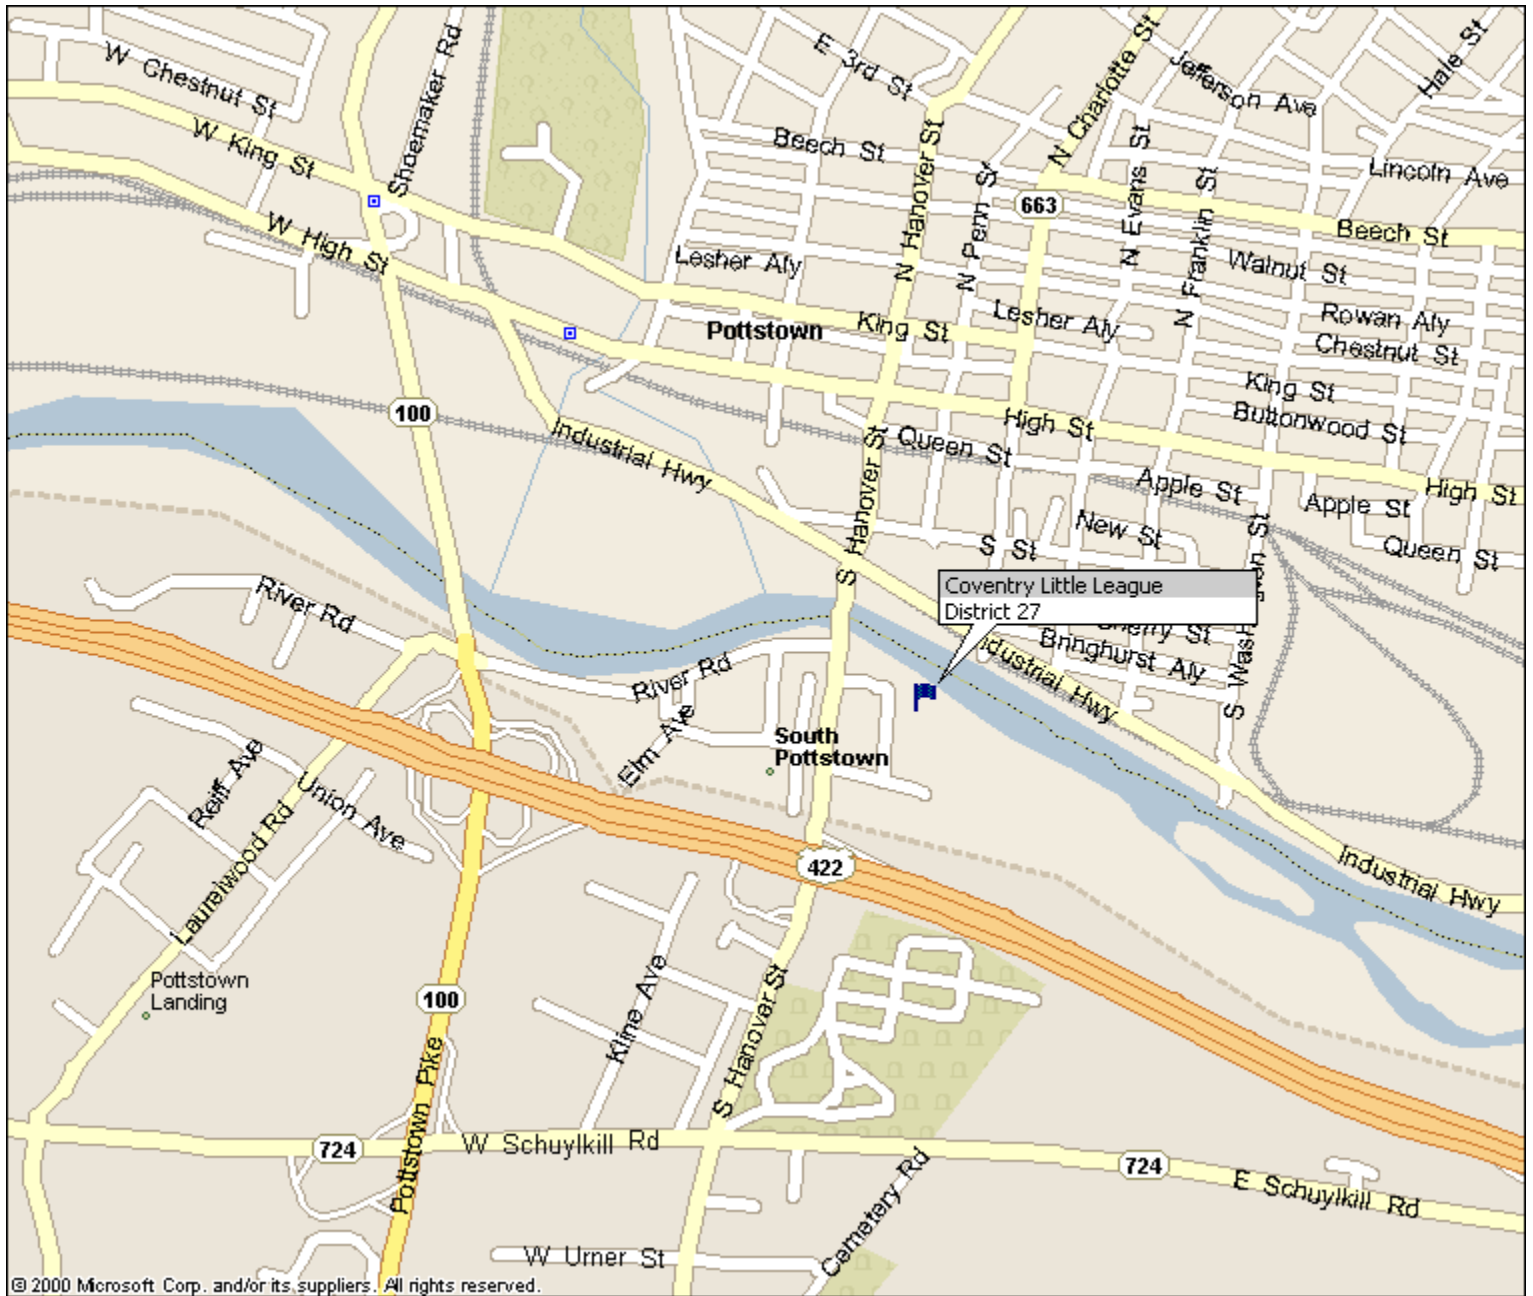 W Chestnut St
W King St
Shoemaker Rd
W High St
E 3rd St
Beech St
N Hanover St
N Penn St
N Charlotte St
Jefferson Ave
Hale St
N Evans St
N Franklin St
Lincoln Ave
663
Beech St
Walnut St
Lesher Aly
Lesher Aly
Rowan Aly
Pottstown
King St
Chestnut St
King St
Buttonwood St
100
High St
Industrial Hwy
S Hanover St
Queen St
Apple St
High St
Apple St
New St
Queen St
S St
Coventry Little League
District 27
Cherry St
Bringhurst Aly
S Wash
Industrial Hwy
River Rd
River Rd
Elm Ave
South
Pottstown
Reiff Ave
Union Ave
Laurelwood Rd
422
Industrial Hwy
Pottstown
Landing
100
Kline Ave
S Hanover St
Pottstown Pike
724
W Schuylkill Rd
724
E Schuylkill Rd
Cemetery Rd
W Urner St
© 2000 Microsoft Corp. and/or its suppliers. All rights reserved.